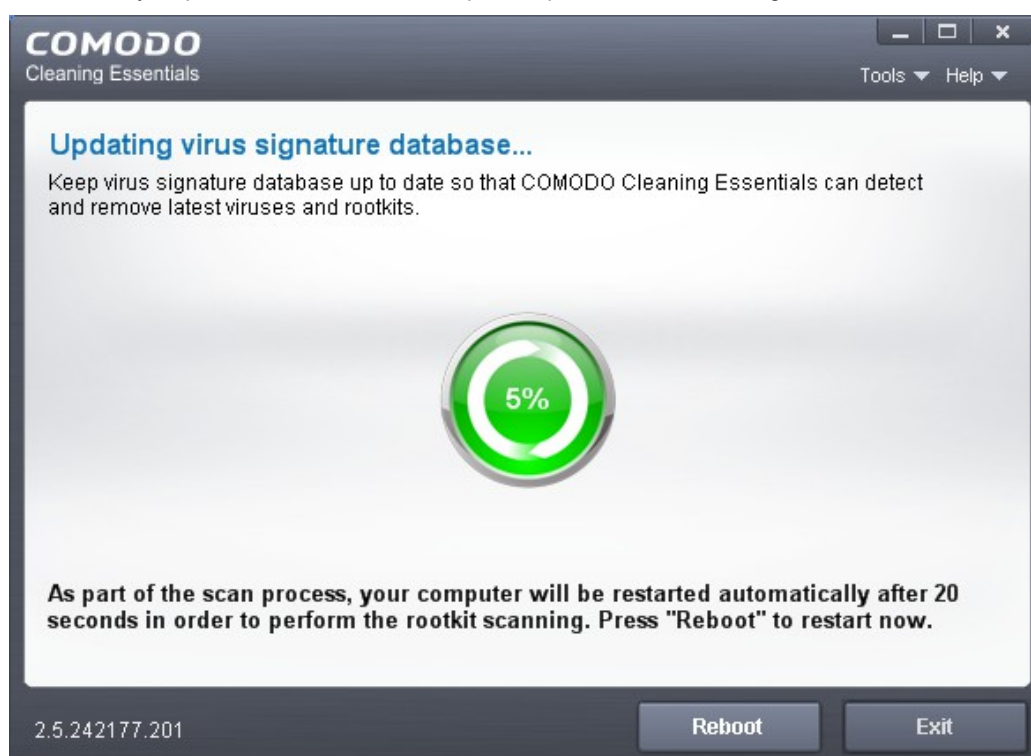 COMODO
Cleaning Essentials
Tools Help
Updating virus signature database...
Keep virus signature database up to date so that COMODO Cleaning Essentials can detect
and remove latest viruses and rootkits.
5%
As part of the scan process, your computer will be restarted automatically after 20
seconds in order to perform the rootkit scanning. Press "Reboot" to restart now.
2.5.242177.201
Reboot
Exit